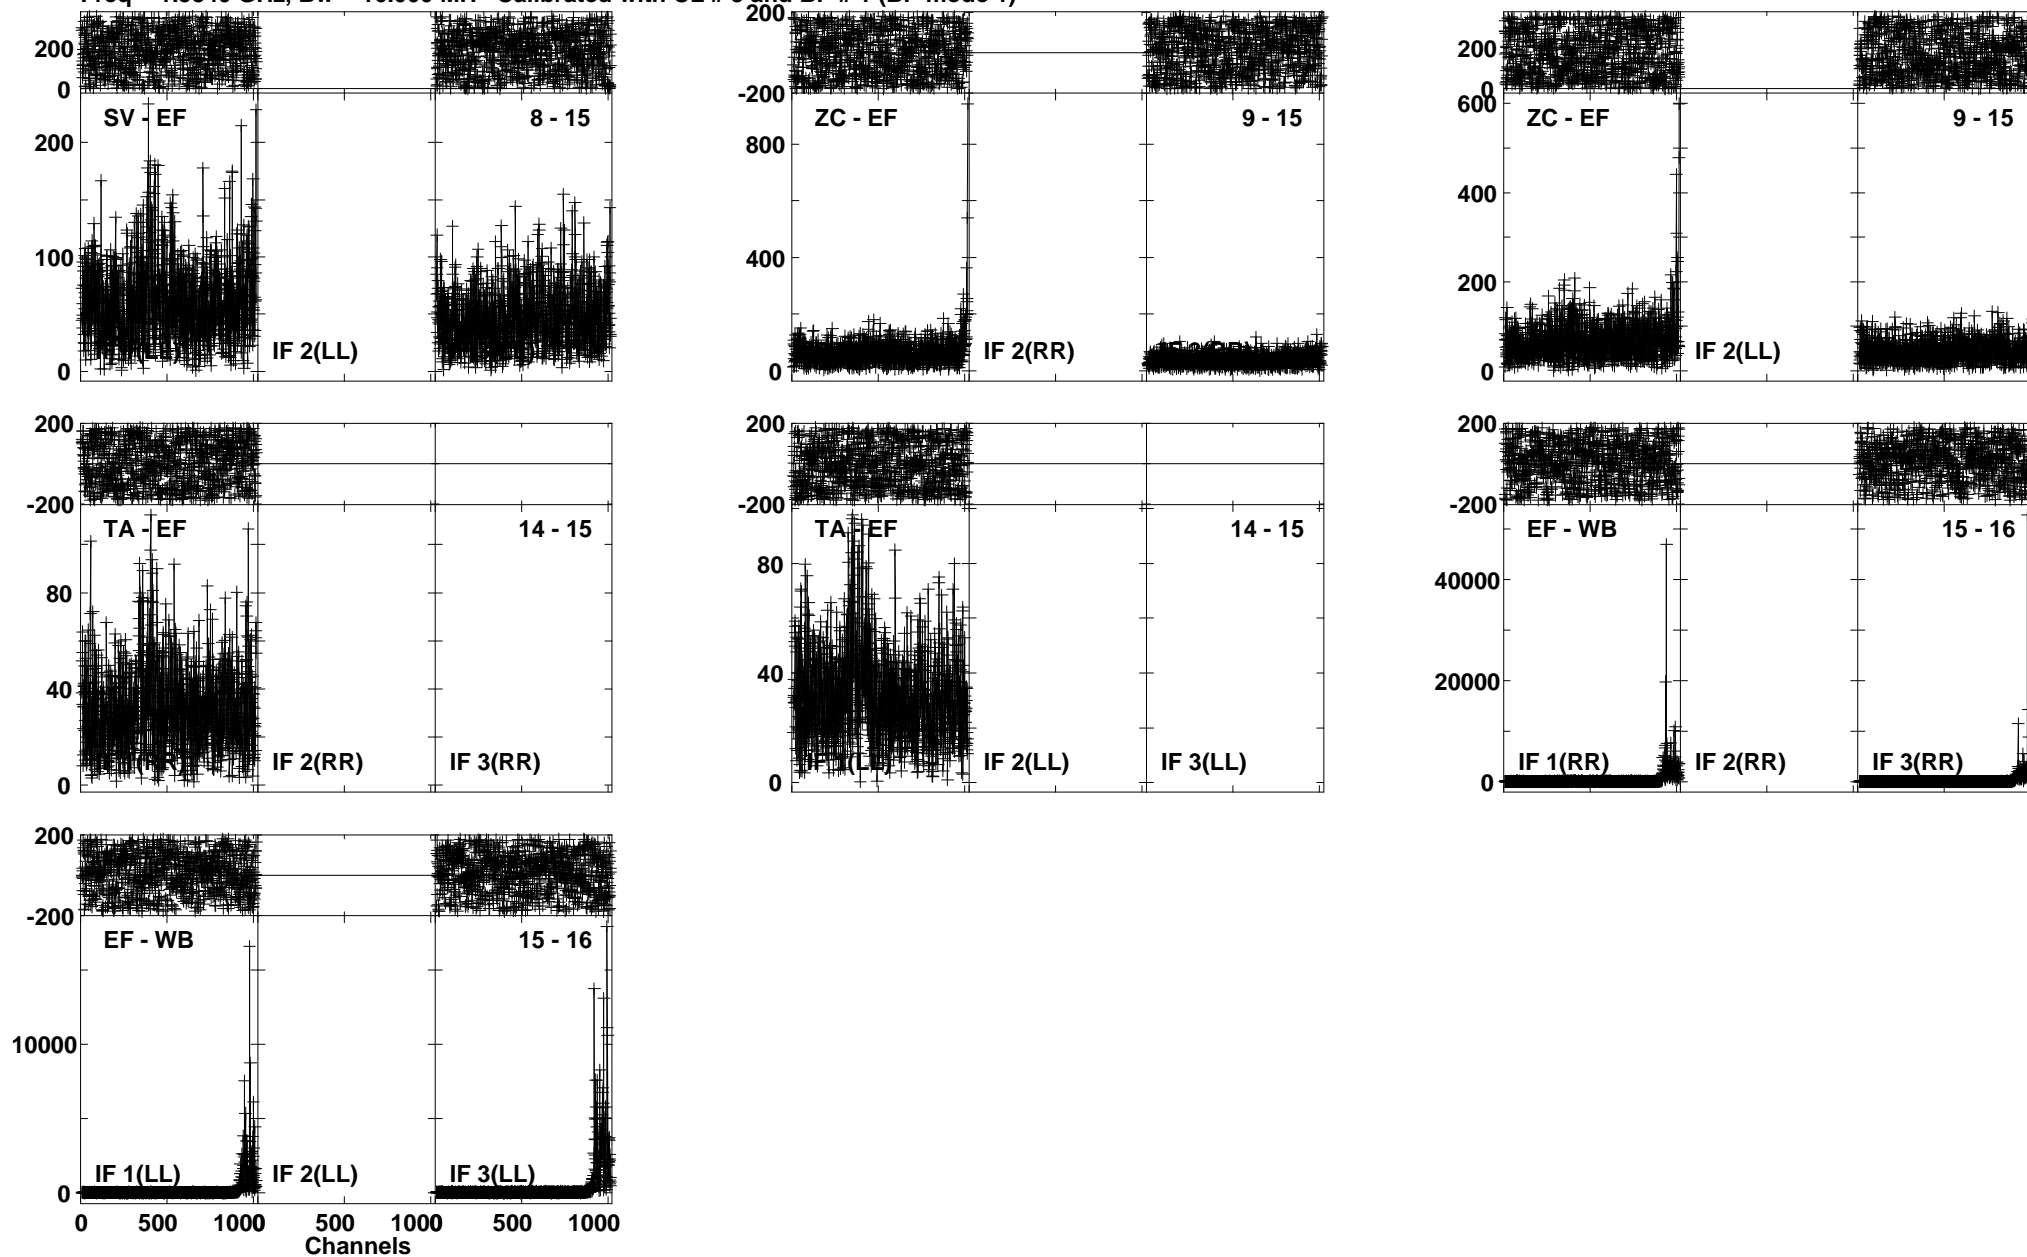 200
0
SV - EF
8 - 15
200
100
0
IF 2(LL)
200
-200
ZC - EF
9 - 15
800
400
0
IF 2(RR)
200
0
ZC - EF
9 - 15
600
400
200
0
IF 2(LL)
200
-200
TA - EF
14 - 15
80
40
0
IF 2(RR)
IF 3(RR)
200
-200
TA - EF
14 - 15
80
40
0
IF 2(LL)
IF 3(LL)
200
-200
EF - WB
15 - 16
40000
20000
0
IF 1(RR)
IF 2(RR)
IF 3(RR)
200
-200
EF - WB
15 - 16
10000
0
IF 1(LL)
IF 2(LL)
IF 3(LL)
0 500 1000 500 1000 500 1000
Channels